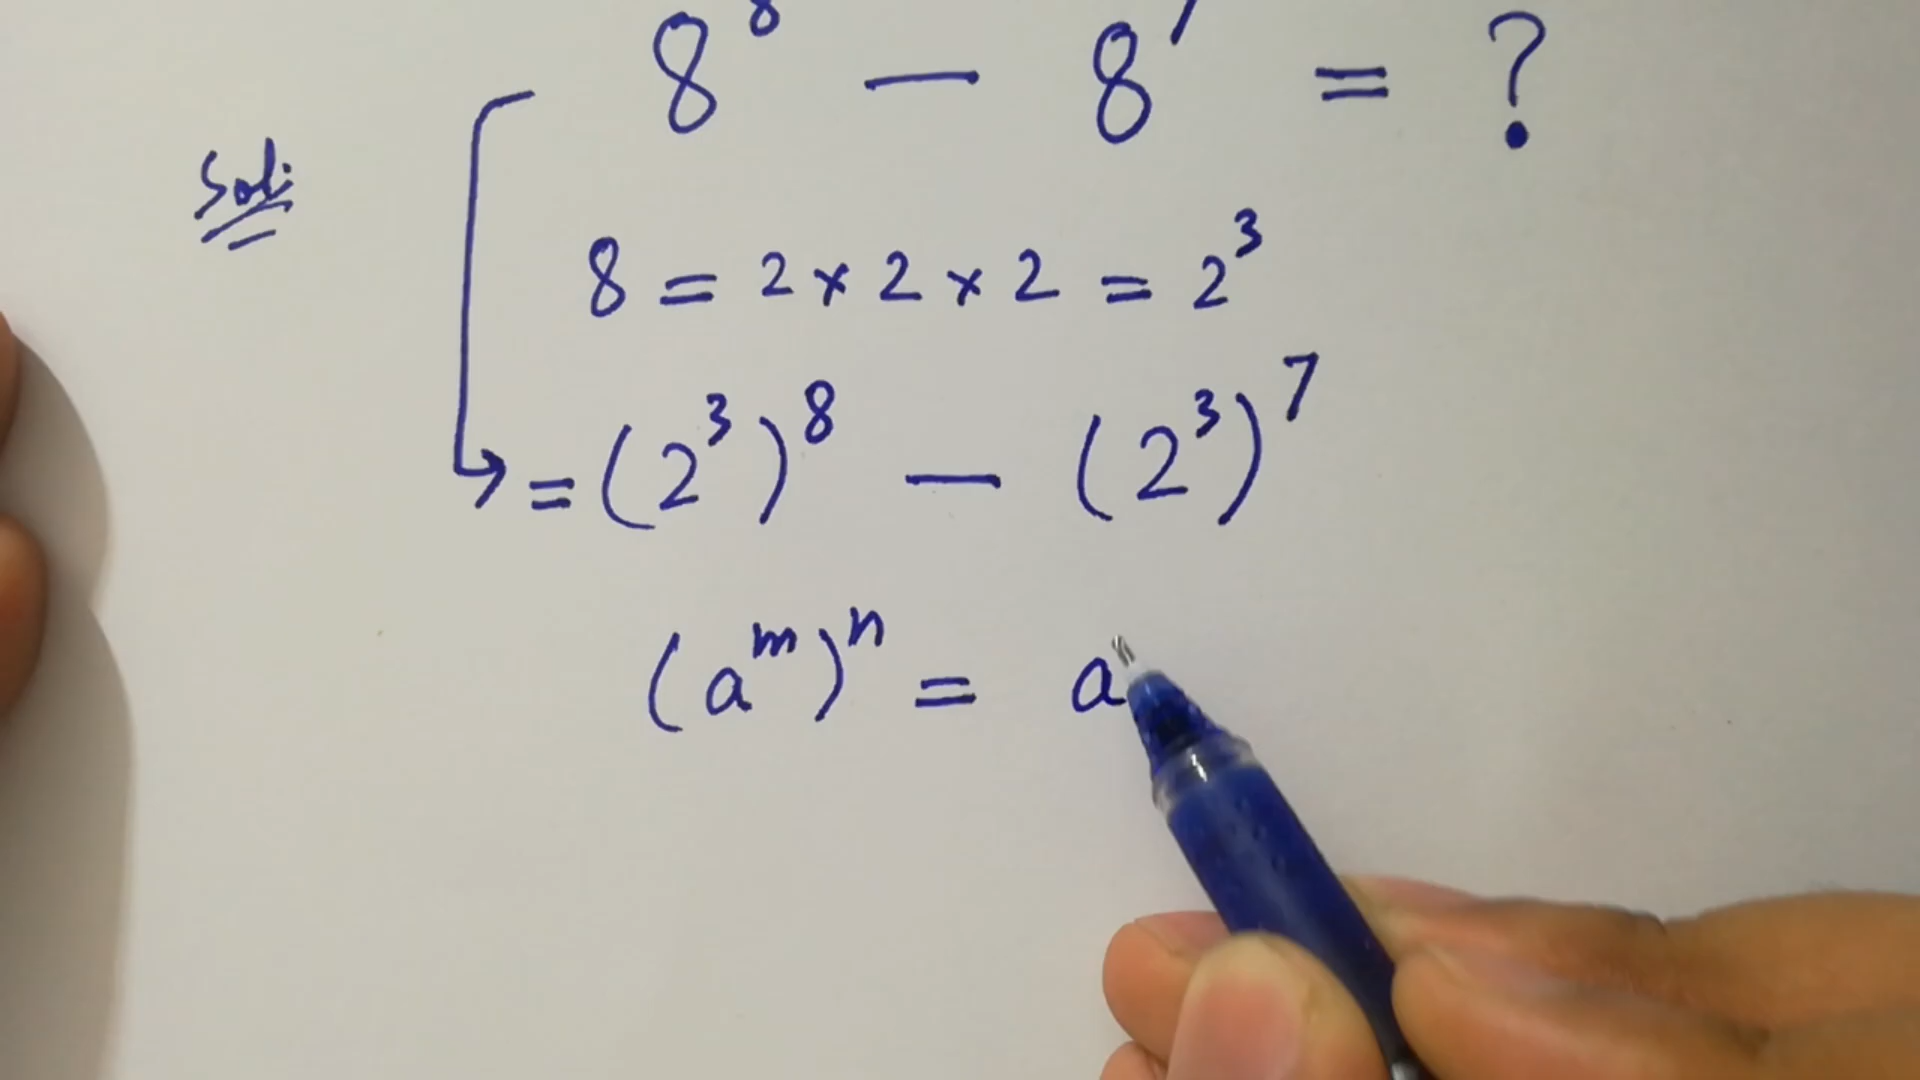 8⁸ — 8⁷ = ?
Sol:
8 = 2 × 2 × 2 = 2³
= (2³)⁸ — (2³)⁷
(aᵐ)ⁿ = a